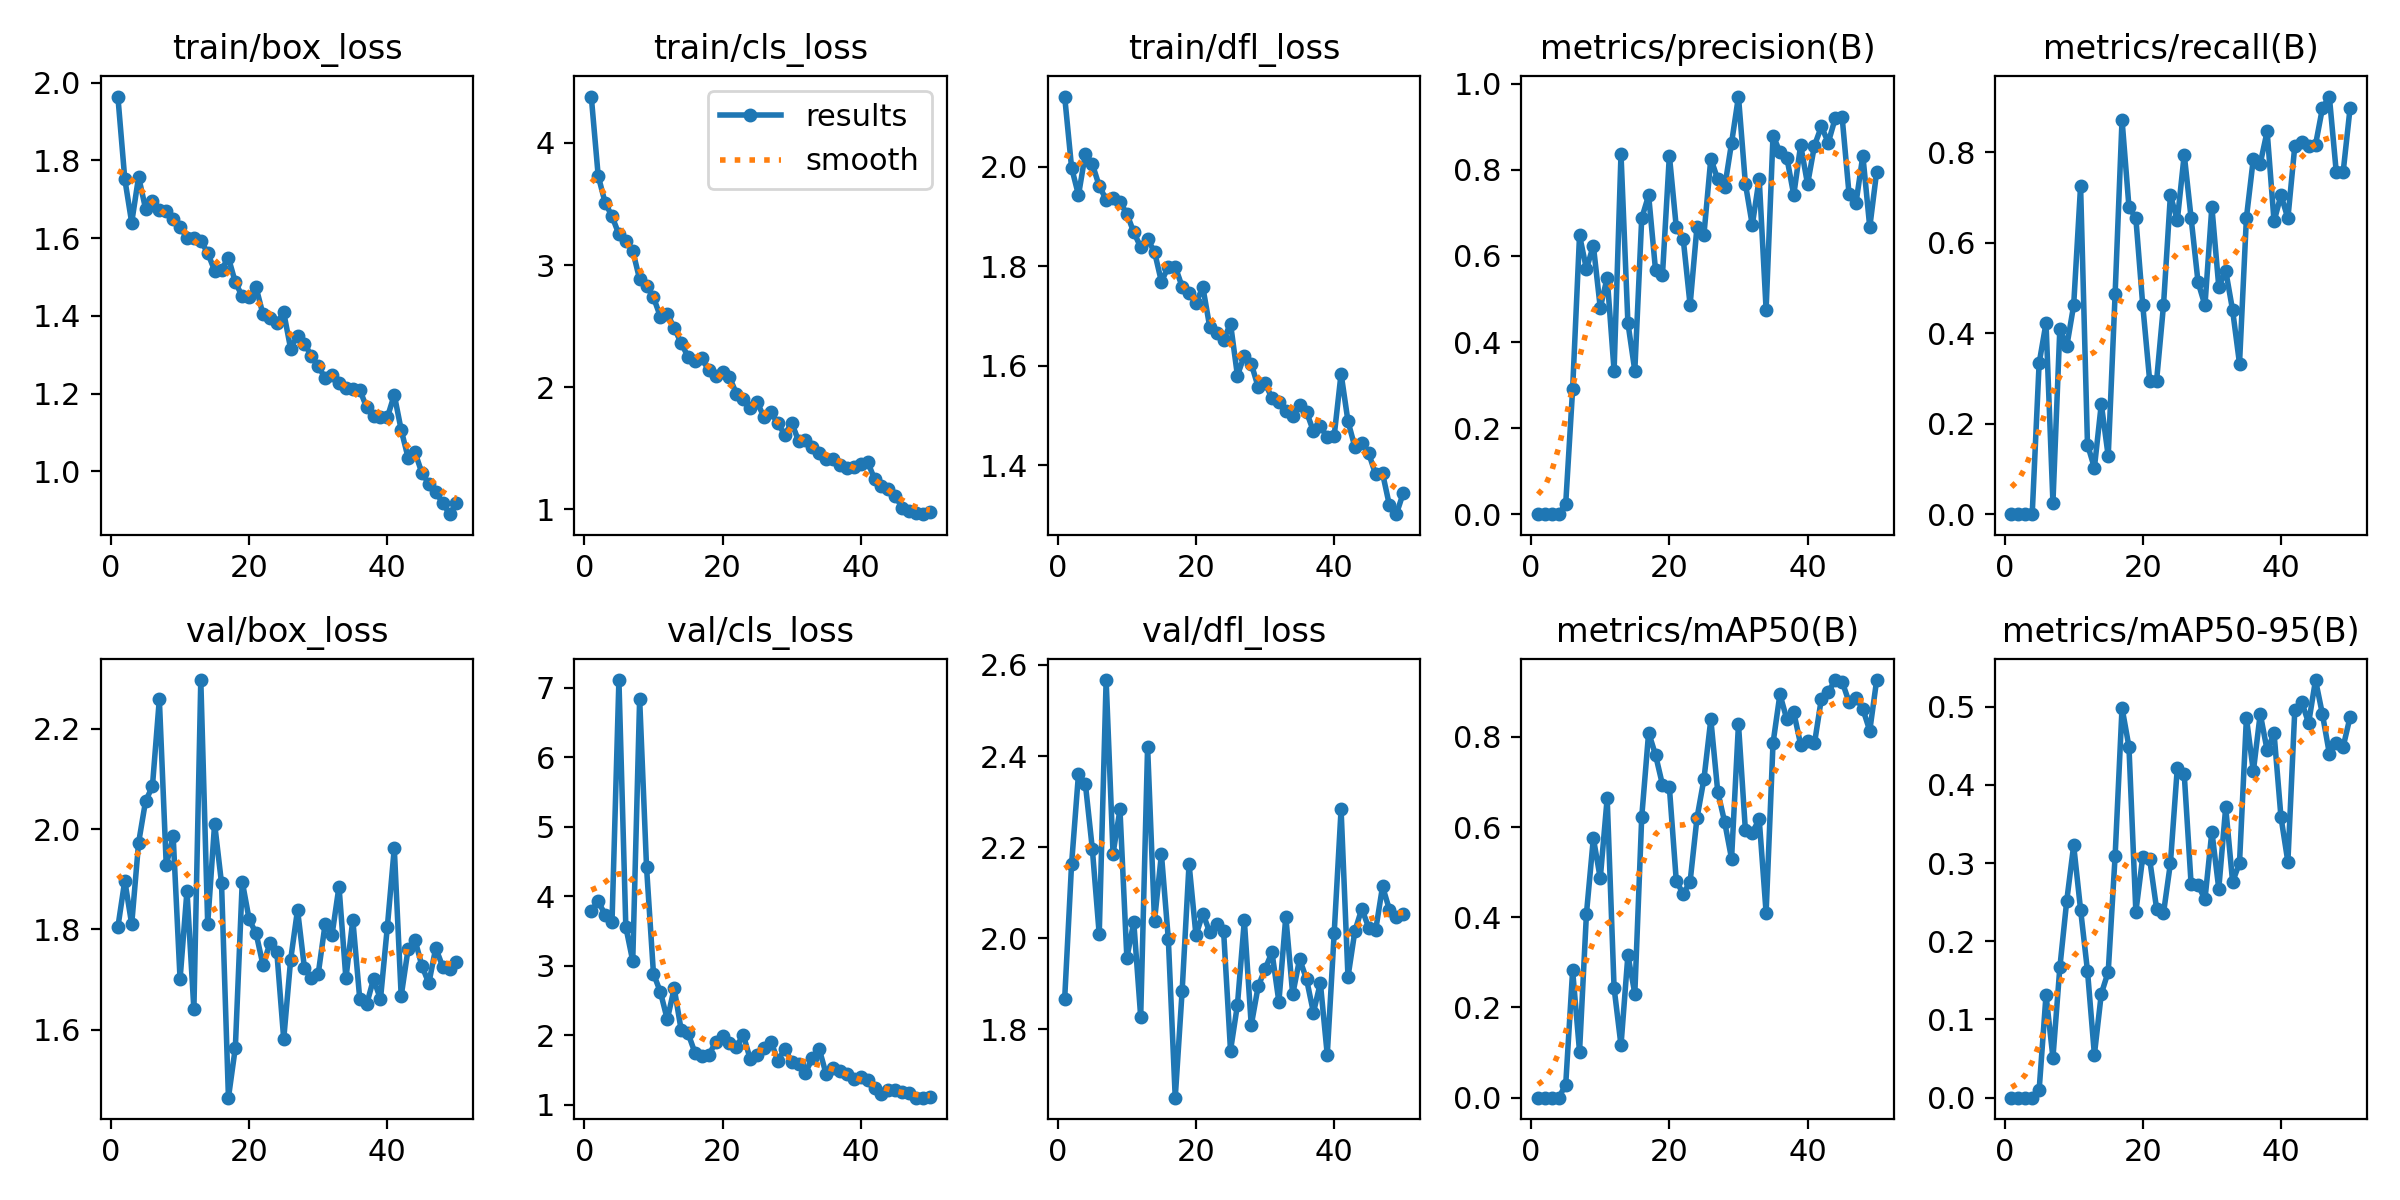 train/box_loss
2.0
1.8
1.6
1.4
1.2
1.0
0 20 40
train/cls_loss
results
smooth
4
3
2
1
0 20 40
train/dfl_loss
2.0
1.8
1.6
1.4
0 20 40
metrics/precision(B)
1.0
0.8
0.6
0.4
0.2
0.0
0 20 40
metrics/recall(B)
0.8
0.6
0.4
0.2
0.0
0 20 40
val/box_loss
2.2
2.0
1.8
1.6
0 20 40
val/cls_loss
7
6
5
4
3
2
1
0 20 40
val/dfl_loss
2.6
2.4
2.2
2.0
1.8
0 20 40
metrics/mAP50(B)
0.8
0.6
0.4
0.2
0.0
0 20 40
metrics/mAP50-95(B)
0.5
0.4
0.3
0.2
0.1
0.0
0 20 40